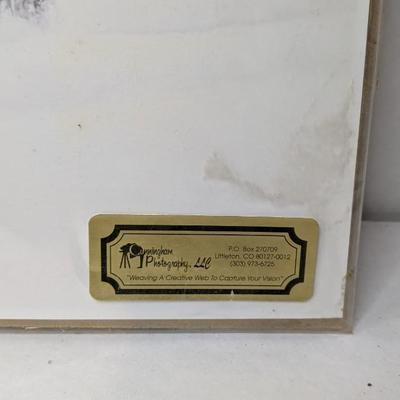 Cunningham
Photography, LLC
P.O. Box 270709
Littleton, CO 80127-0012
(303) 973-6725
"Weaving A Creative Web To Capture Your Vision"